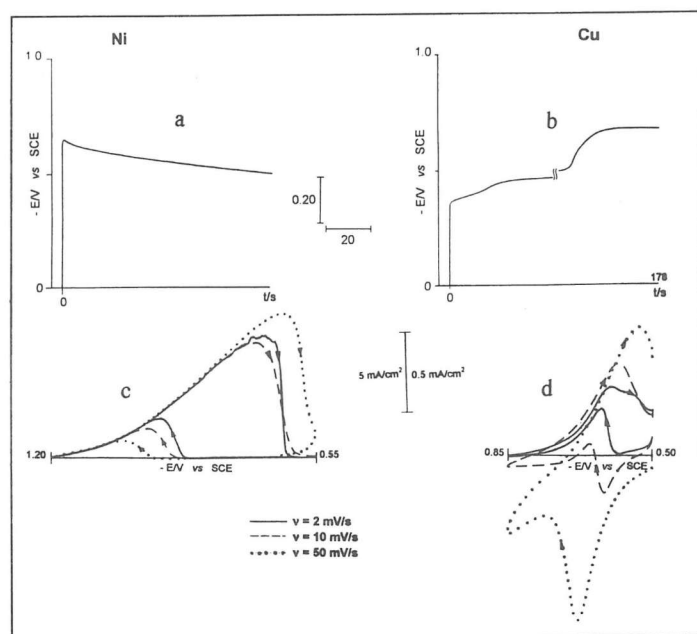 Ni
Cu
1 0
1.0
a
b
- E/V vs SCE
- E/V vs SCE
0.20
20
0
0
0
t/s
0
178
t/s
c
5 mA/cm²
0.5 mA/cm²
d
1.20
- E/V vs SCE
0.55
0.85
- E/V vs SCE
0.50
ν = 2 mV/s
ν = 10 mV/s
ν = 50 mV/s